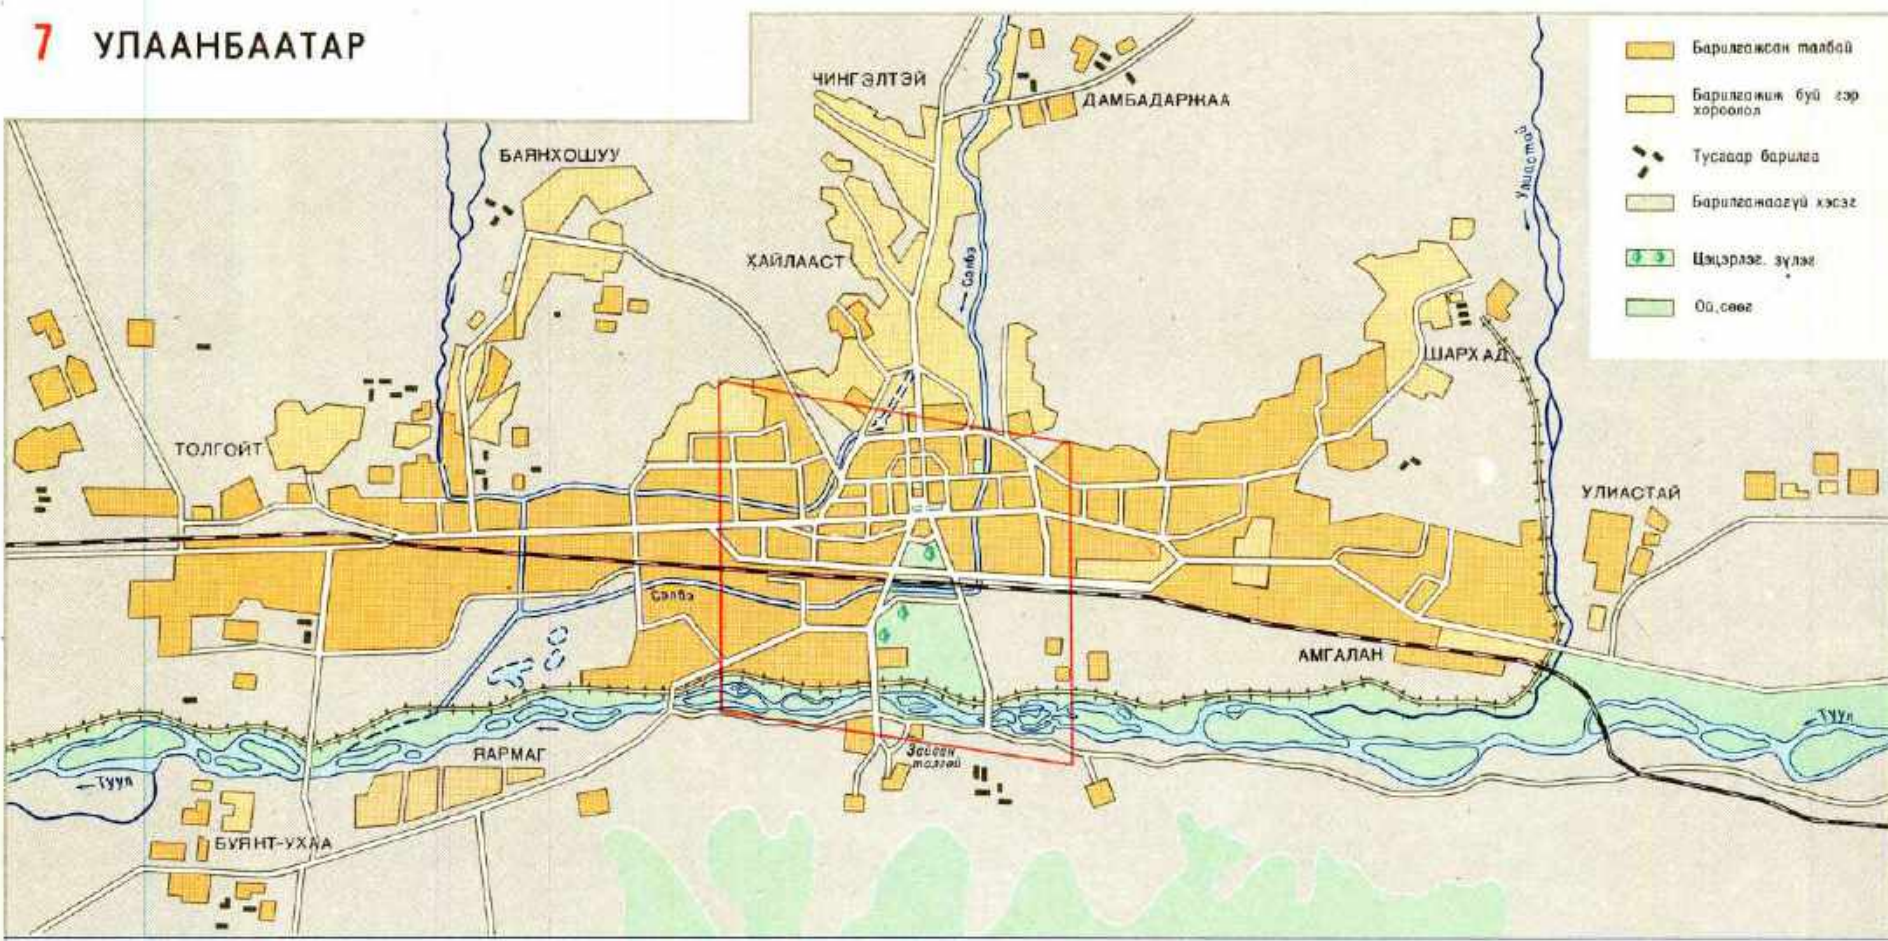 7 УЛААНБААТАР
Барилгажсан талбай
Барилгажиж буй гэр
хороолол
Тусгаар барилга
Барилгажаагүй хэсэг
Цэцэрлэг, зүлэг
Ой, сөөг
ЧИНГЭЛТЭЙ
ДАМБАДАРЖАА
БАЯНХОШУУ
Улиастай
ХАЙЛААСТ
Сэлбэ
ШАРХАД
ТОЛГОЙТ
УЛИАСТАЙ
Сэлбэ
АМГАЛАН
Туул
ЯАРМАГ
Зайсан
толгой
Туул
БУЯНТ-УХАА